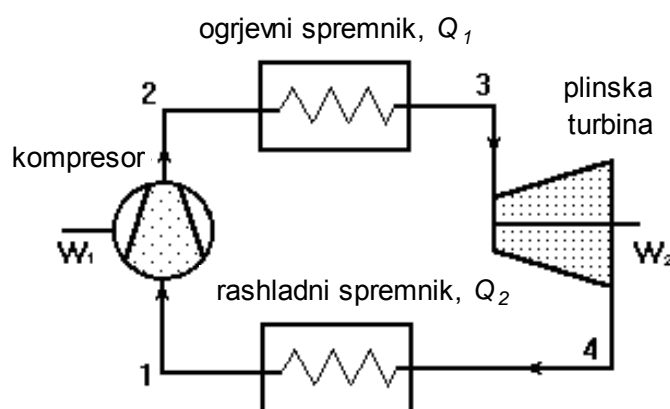 ogrjevni spremnik, Q₁
2
3
plinska
turbina
kompresor
W₁
W₂
rashladni spremnik, Q₂
1
4